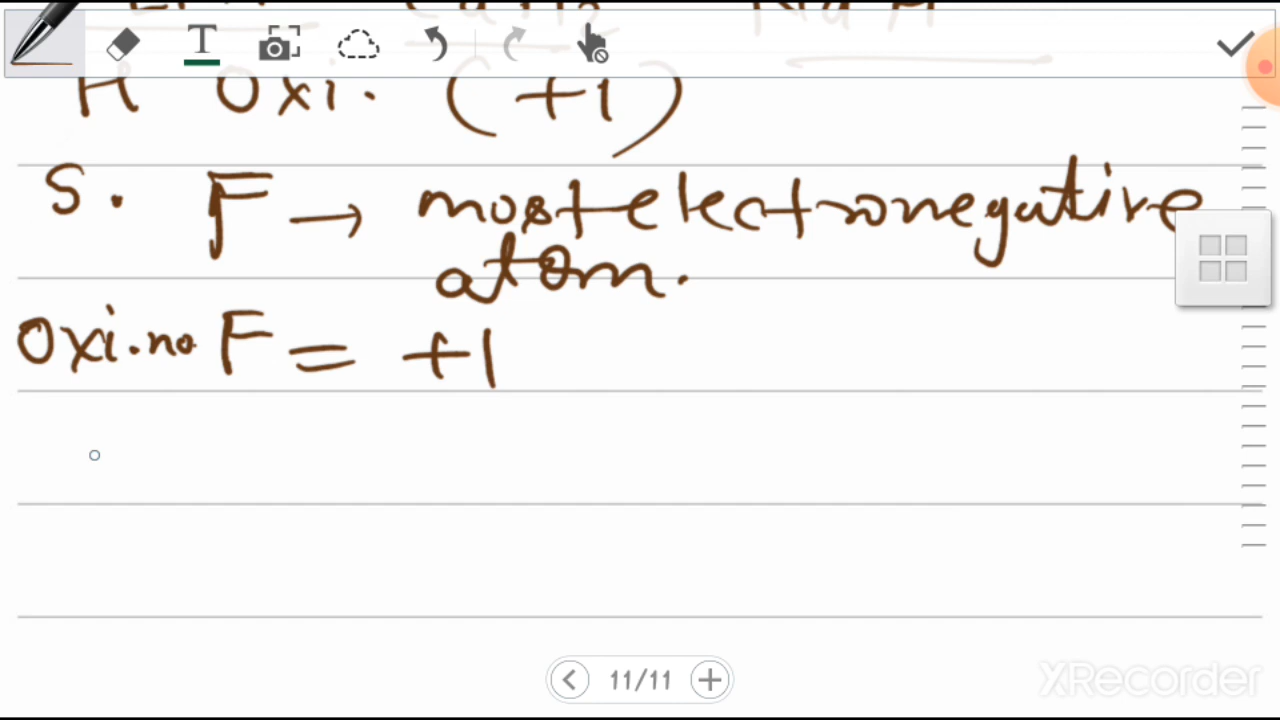 H Oxi. (+1)
5. F → most electronegative
atom.
Oxi. no F = +1
11/11
XRecorder